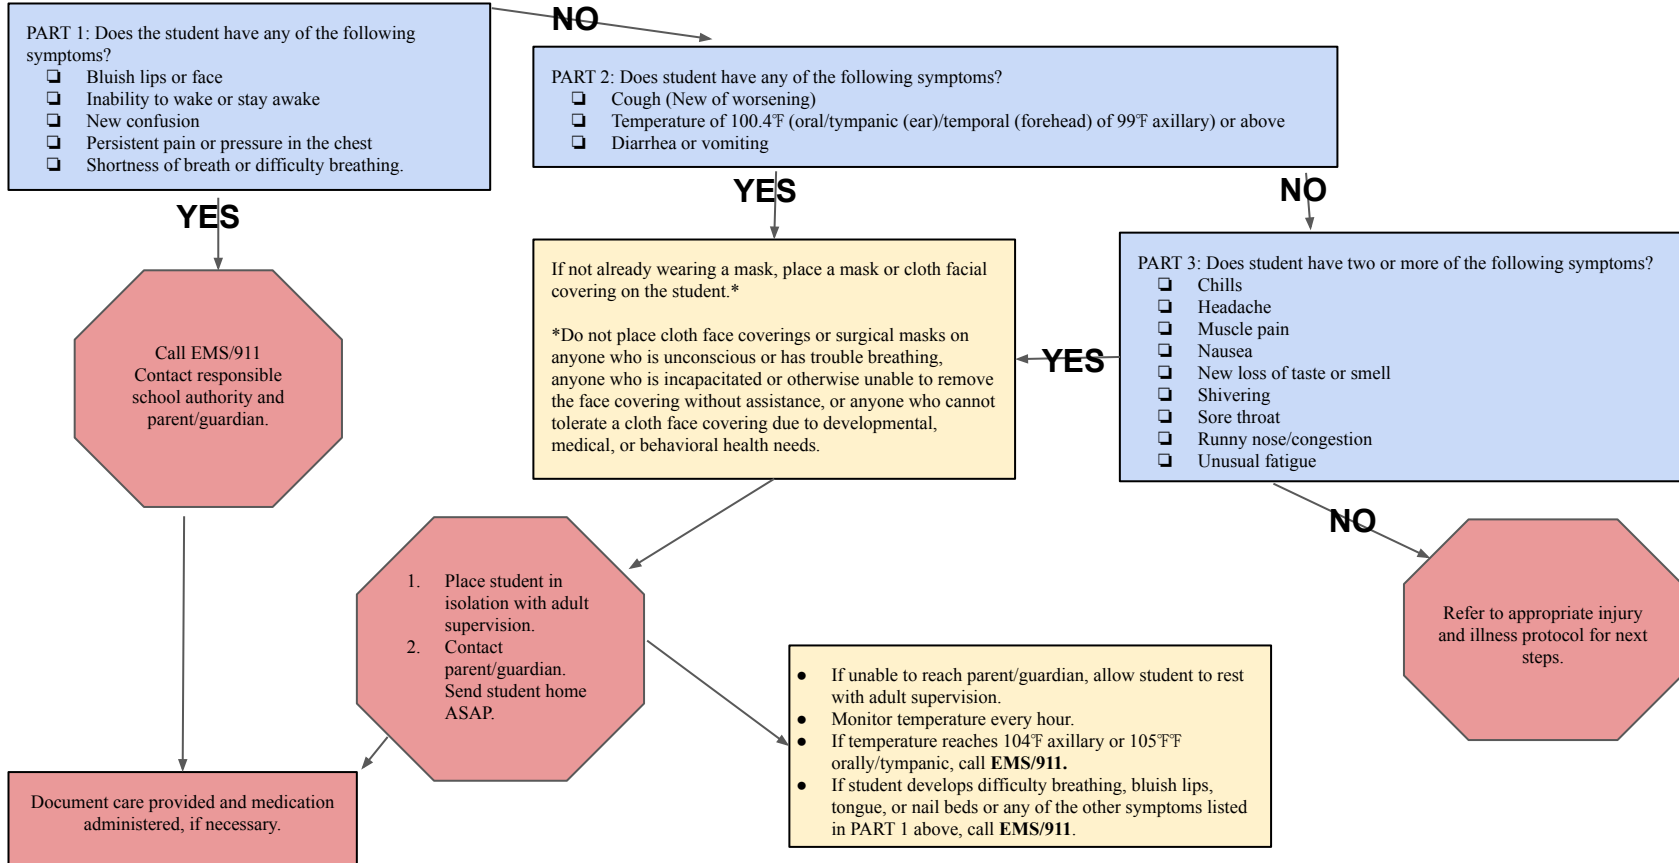 PART 1: Does the student have any of the following
symptoms?
❏ Bluish lips or face
❏ Inability to wake or stay awake
❏ New confusion
❏ Persistent pain or pressure in the chest
❏ Shortness of breath or difficulty breathing.
NO
PART 2: Does student have any of the following symptoms?
❏ Cough (New of worsening)
❏ Temperature of 100.4℉ (oral/tympanic (ear)/temporal (forehead) of 99℉ axillary) or above
❏ Diarrhea or vomiting
YES
YES
NO
Call EMS/911
Contact responsible
school authority and
parent/guardian.
If not already wearing a mask, place a mask or cloth facial
covering on the student.*
*Do not place cloth face coverings or surgical masks on
anyone who is unconscious or has trouble breathing,
anyone who is incapacitated or otherwise unable to remove
the face covering without assistance, or anyone who cannot
tolerate a cloth face covering due to developmental,
medical, or behavioral health needs.
YES
PART 3: Does student have two or more of the following symptoms?
❏ Chills
❏ Headache
❏ Muscle pain
❏ Nausea
❏ New loss of taste or smell
❏ Shivering
❏ Sore throat
❏ Runny nose/congestion
❏ Unusual fatigue
NO
1. Place student in
isolation with adult
supervision.
2. Contact
parent/guardian.
Send student home
ASAP.
Refer to appropriate injury
and illness protocol for next
steps.
● If unable to reach parent/guardian, allow student to rest
with adult supervision.
● Monitor temperature every hour.
● If temperature reaches 104℉ axillary or 105℉℉
orally/tympanic, call EMS/911.
● If student develops difficulty breathing, bluish lips,
tongue, or nail beds or any of the other symptoms listed
in PART 1 above, call EMS/911.
Document care provided and medication
administered, if necessary.